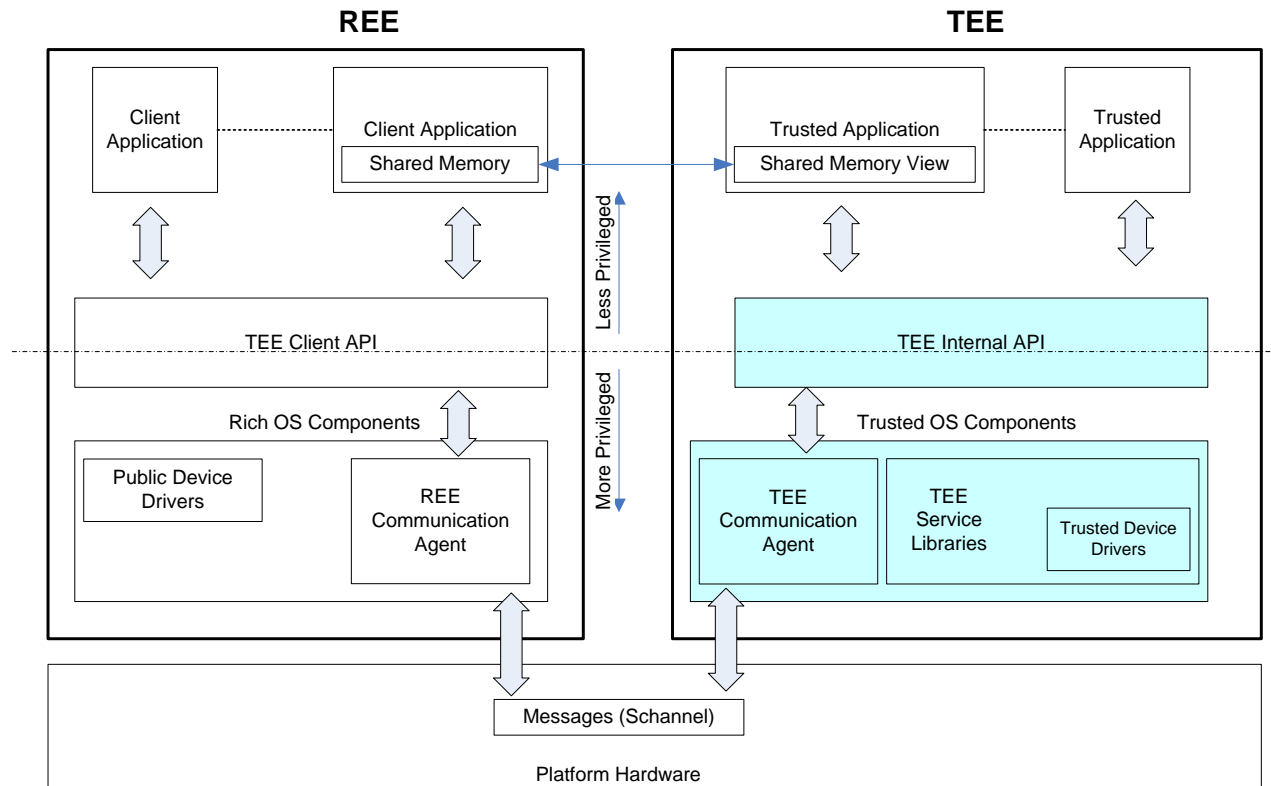 REE
TEE
Client
Application
Client Application
Shared Memory
Trusted Application
Shared Memory View
Trusted
Application
Less Privileged
TEE Client API
TEE Internal API
More Privileged
Rich OS Components
Trusted OS Components
Public Device
Drivers
REE
Communication
Agent
TEE
Communication
Agent
TEE
Service
Libraries
Trusted Device
Drivers
Messages (Schannel)
Platform Hardware